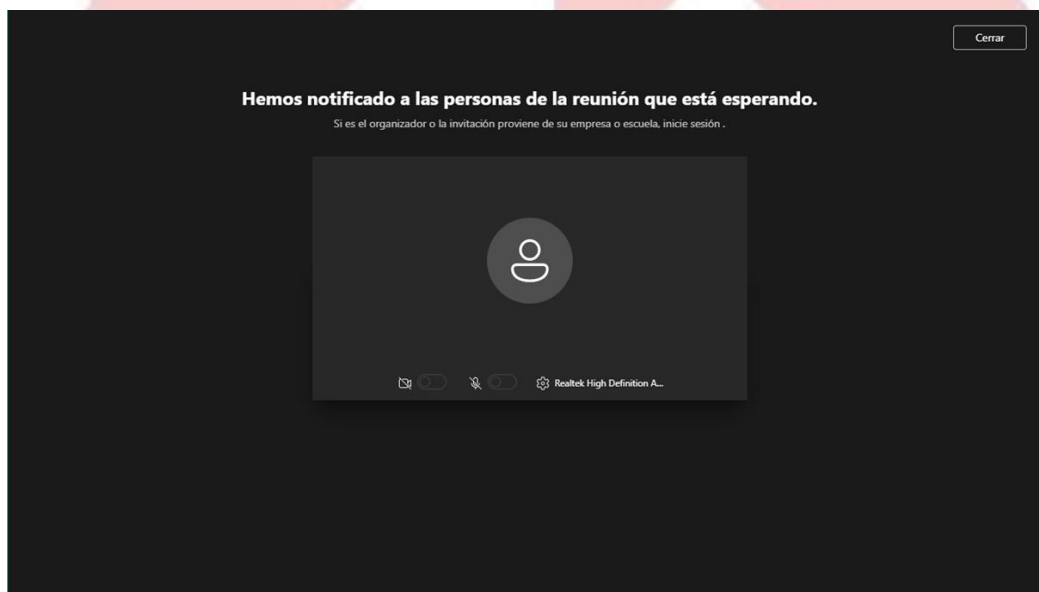 Cerrar
Hemos notificado a las personas de la reunión que está esperando.
Si es el organizador o la invitación proviene de su empresa o escuela, inicie sesión .
Realtek High Definition A...